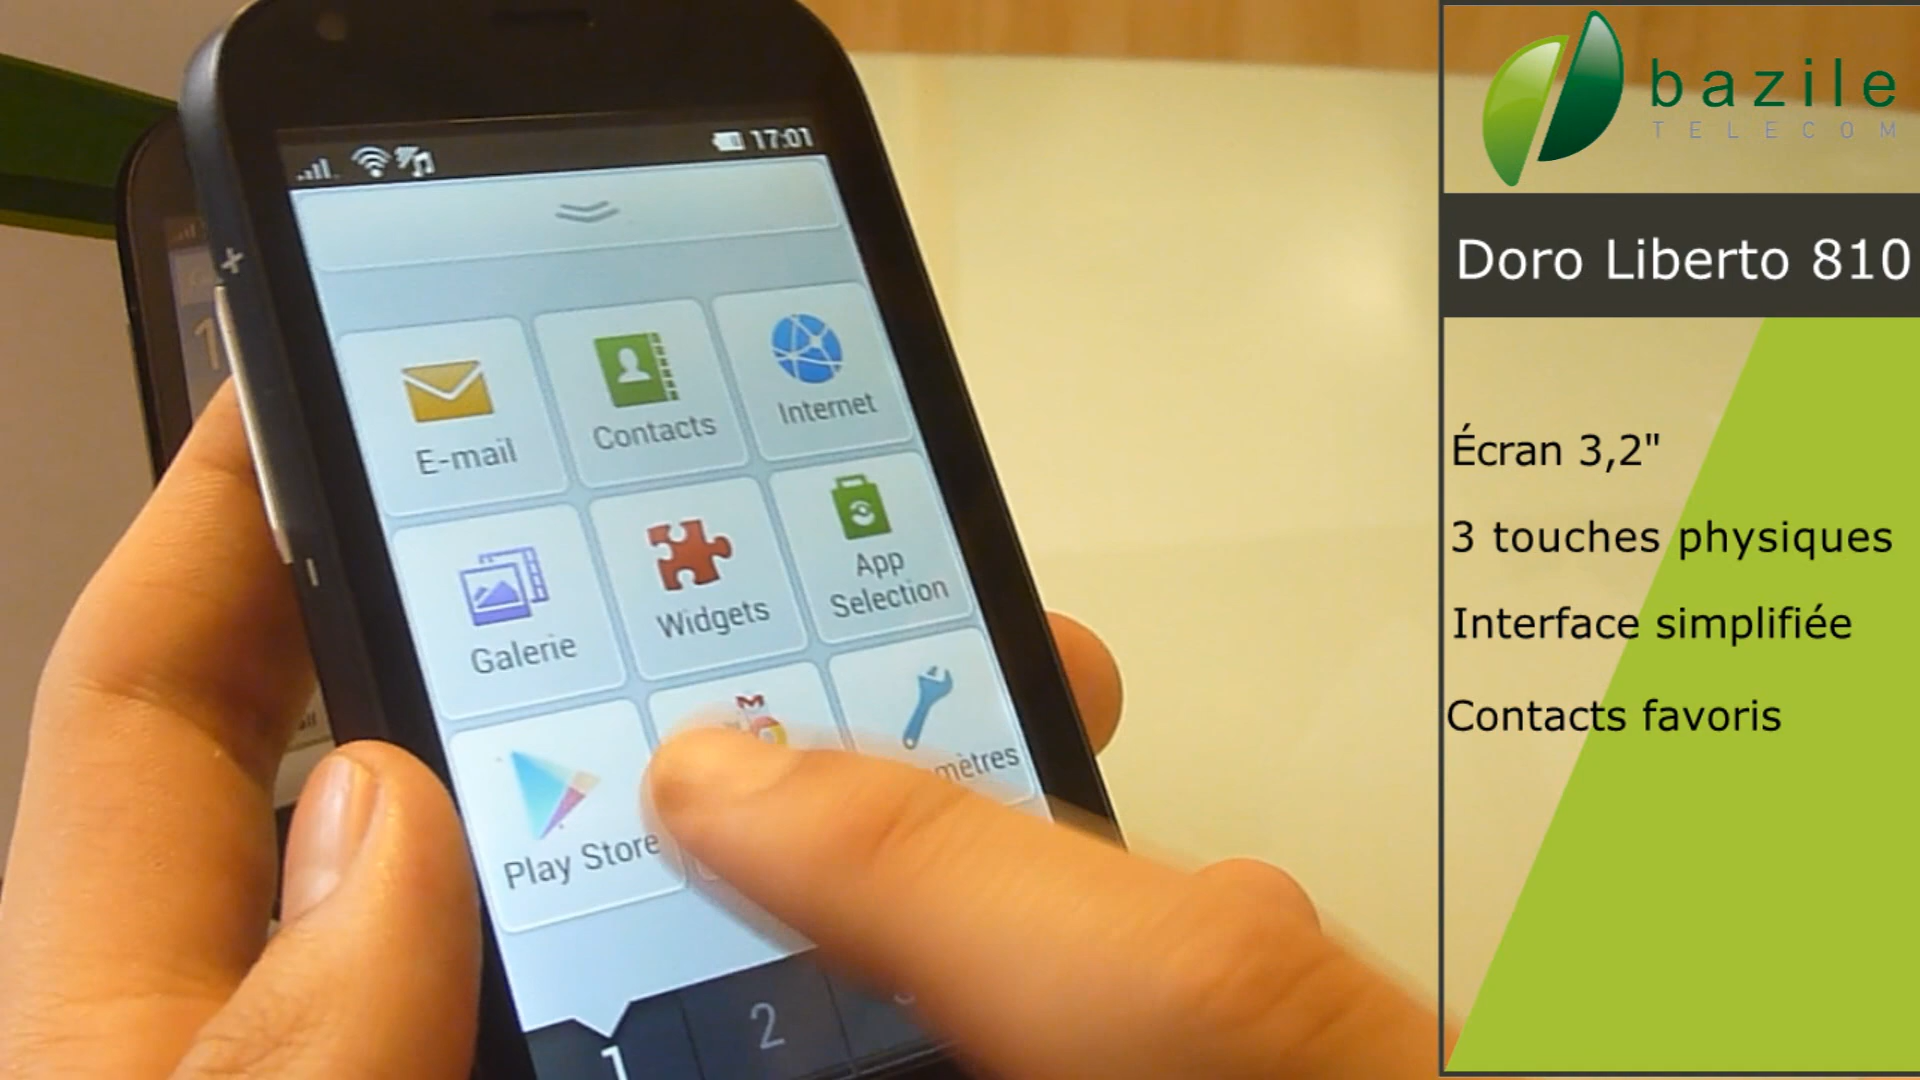 17:01
E-mail
Contacts
Internet
Galerie
Widgets
App
Selection
Play Store
mètres
1
2
bazile
TELECOM
Doro Liberto 810
Écran 3,2"
3 touches physiques
Interface simplifiée
Contacts favoris